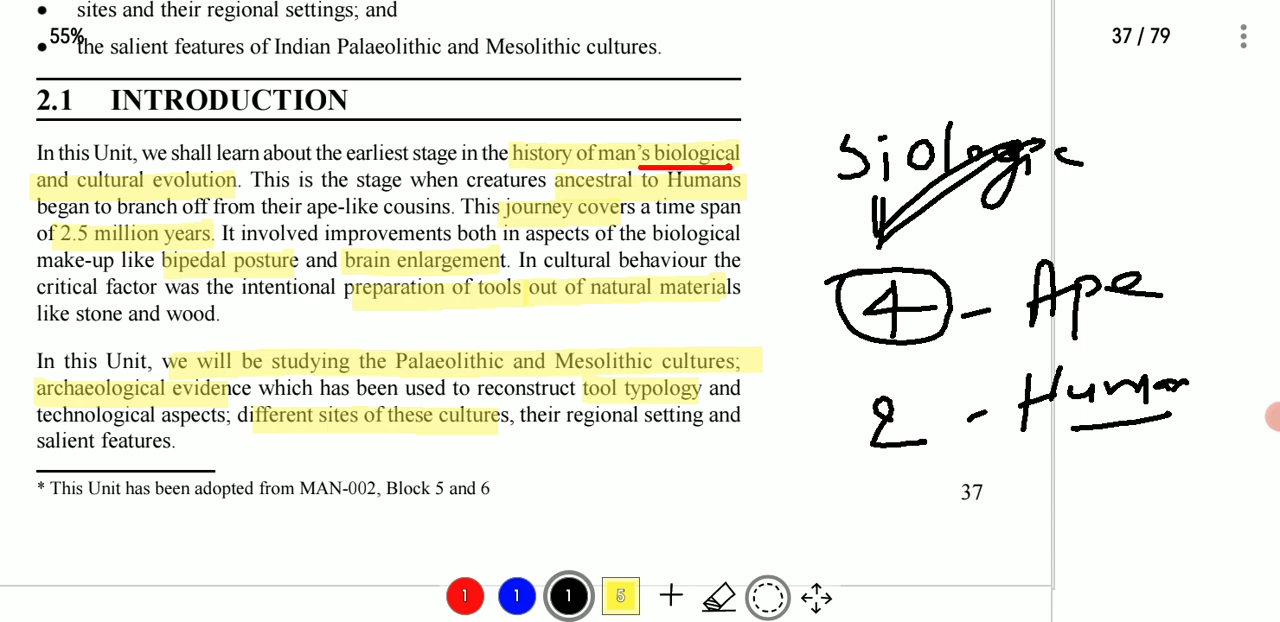 sites and their regional settings; and
55%
the salient features of Indian Palaeolithic and Mesolithic cultures.
37 / 79
2.1 INTRODUCTION
In this Unit, we shall learn about the earliest stage in the history of man's biological
and cultural evolution. This is the stage when creatures ancestral to Humans
began to branch off from their ape-like cousins. This journey covers a time span
of 2.5 million years. It involved improvements both in aspects of the biological
make-up like bipedal posture and brain enlargement. In cultural behaviour the
critical factor was the intentional preparation of tools out of natural materials
like stone and wood.
In this Unit, we will be studying the Palaeolithic and Mesolithic cultures;
archaeological evidence which has been used to reconstruct tool typology and
technological aspects; different sites of these cultures, their regional setting and
salient features.
* This Unit has been adopted from MAN-002, Block 5 and 6
37
Biologic
4 - Ape
2 - Human
1 1 1 5